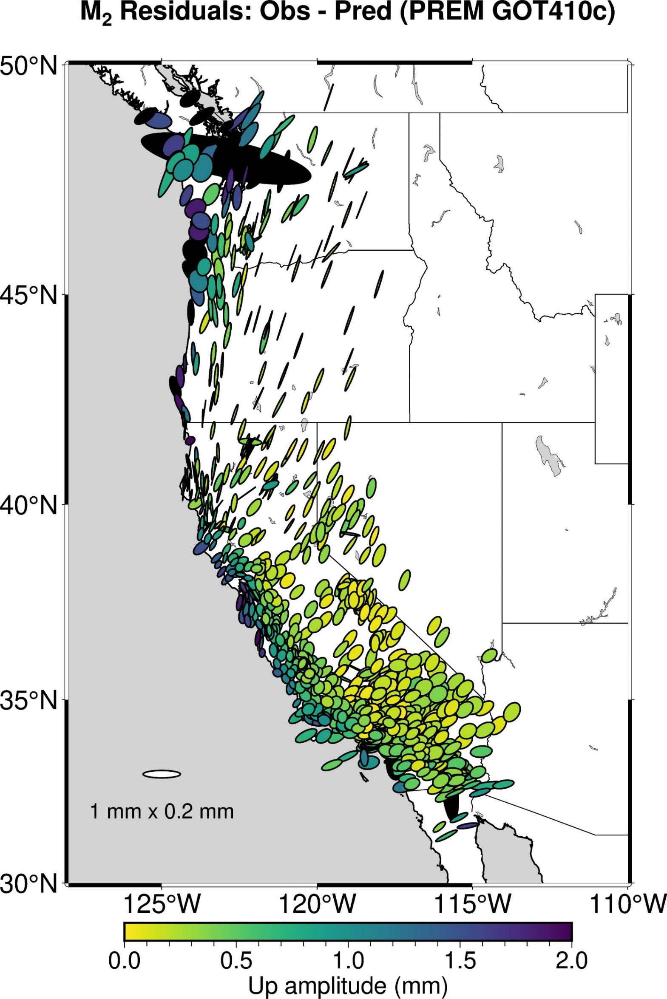 M₂ Residuals: Obs - Pred (PREM GOT410c)
50°N
45°N
40°N
35°N
30°N
1 mm x 0.2 mm
125°W 120°W 115°W 110°W
0.0 0.5 1.0 1.5 2.0
Up amplitude (mm)